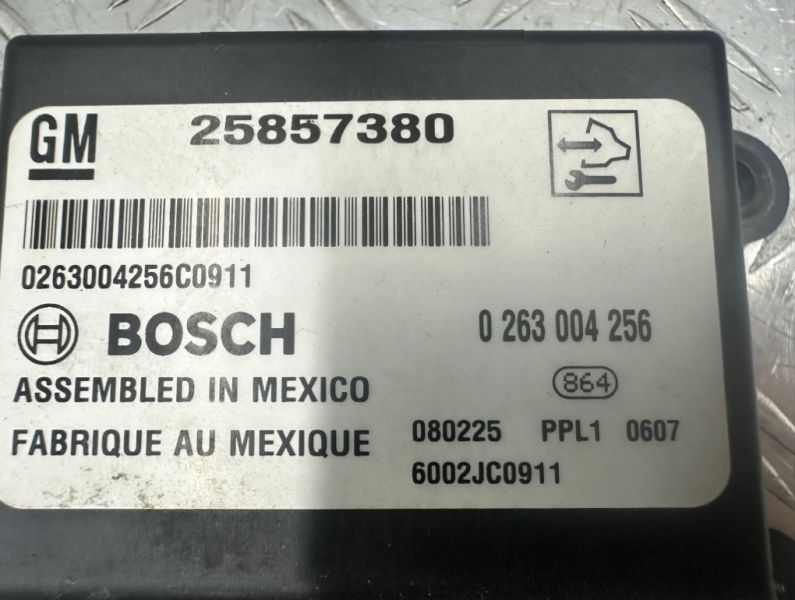 GM 25857380
0263004256C0911
BOSCH 0 263 004 256
ASSEMBLED IN MEXICO 864
FABRIQUE AU MEXIQUE 080225 PPL1 0607
6002JC0911